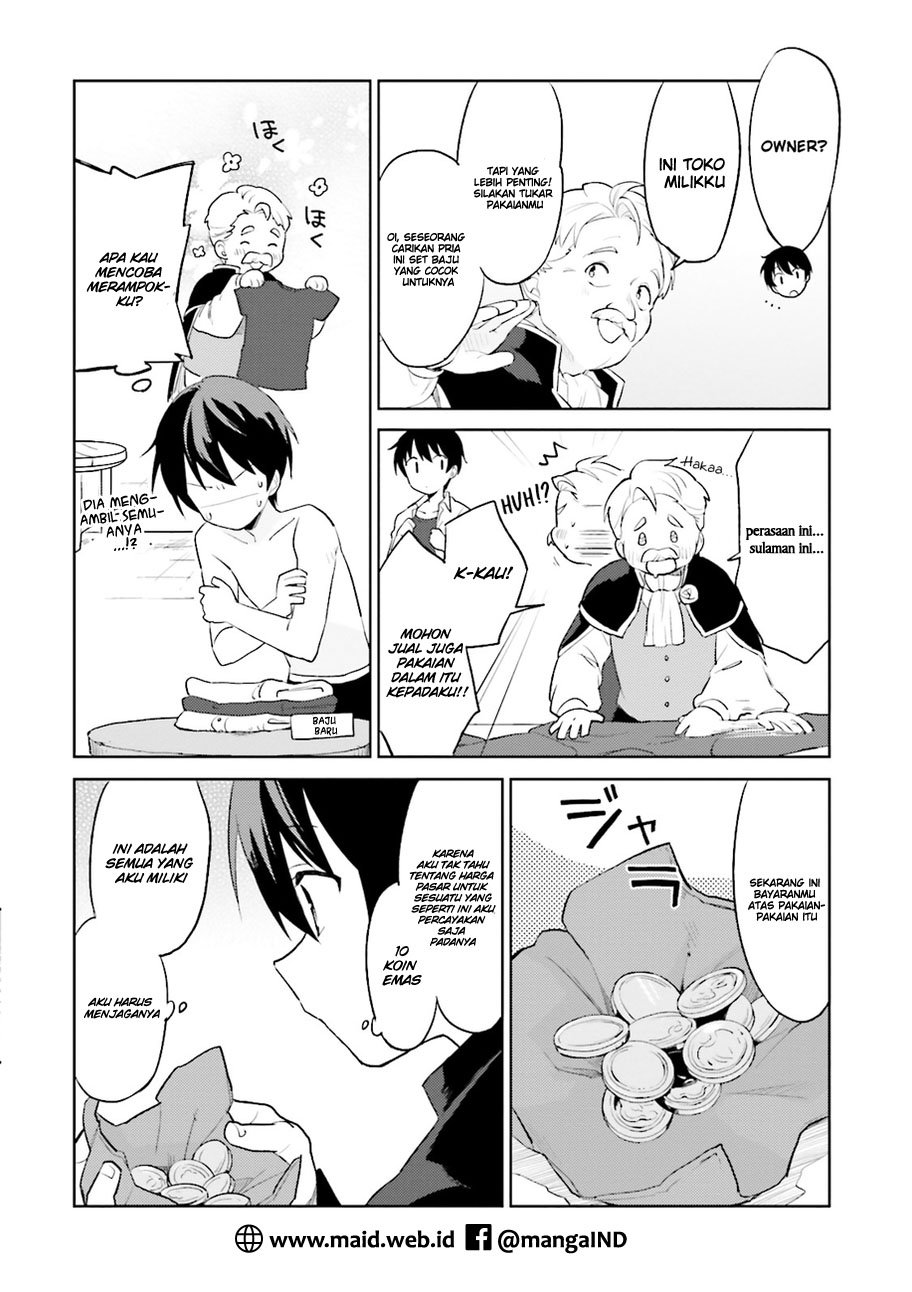 OWNER?
INI TOKO
MILIKKU
TAPI YANG
LEBIH PENTING!
SILAKAN TUKAR
PAKAIANMU
OI, SESEORANG
CARIKAN PRIA
INI SET BAJU
YANG COCOK
UNTUKNYA
...
Hakaa...
perasaan ini...
sulaman ini...
HUH!?
K-KAU!
MOHON
JUAL JUGA
PAKAIAN
DALAM ITU
KEPADAKU!!
ほく
ほく
APA KAU
MENCOBA
MERAMPOK-
KU?
DIA MENG-
AMBIL SEMU-
ANYA
...!?
BAJU
BARU
SEKARANG INI
BAYARANMU
ATAS PAKAIAN-
PAKAIAN ITU
ジャラ
KARENA
AKU TAK TAHU
TENTANG HARGA
PASAR UNTUK
SESUATU YANG
SEPERTI INI AKU
PERCAYAKAN
SAJA
PADANYA
10
KOIN
EMAS
INI ADALAH
SEMUA YANG
AKU MILIKI
AKU HARUS
MENJAGANYA
www.maid.web.id @mangaIND